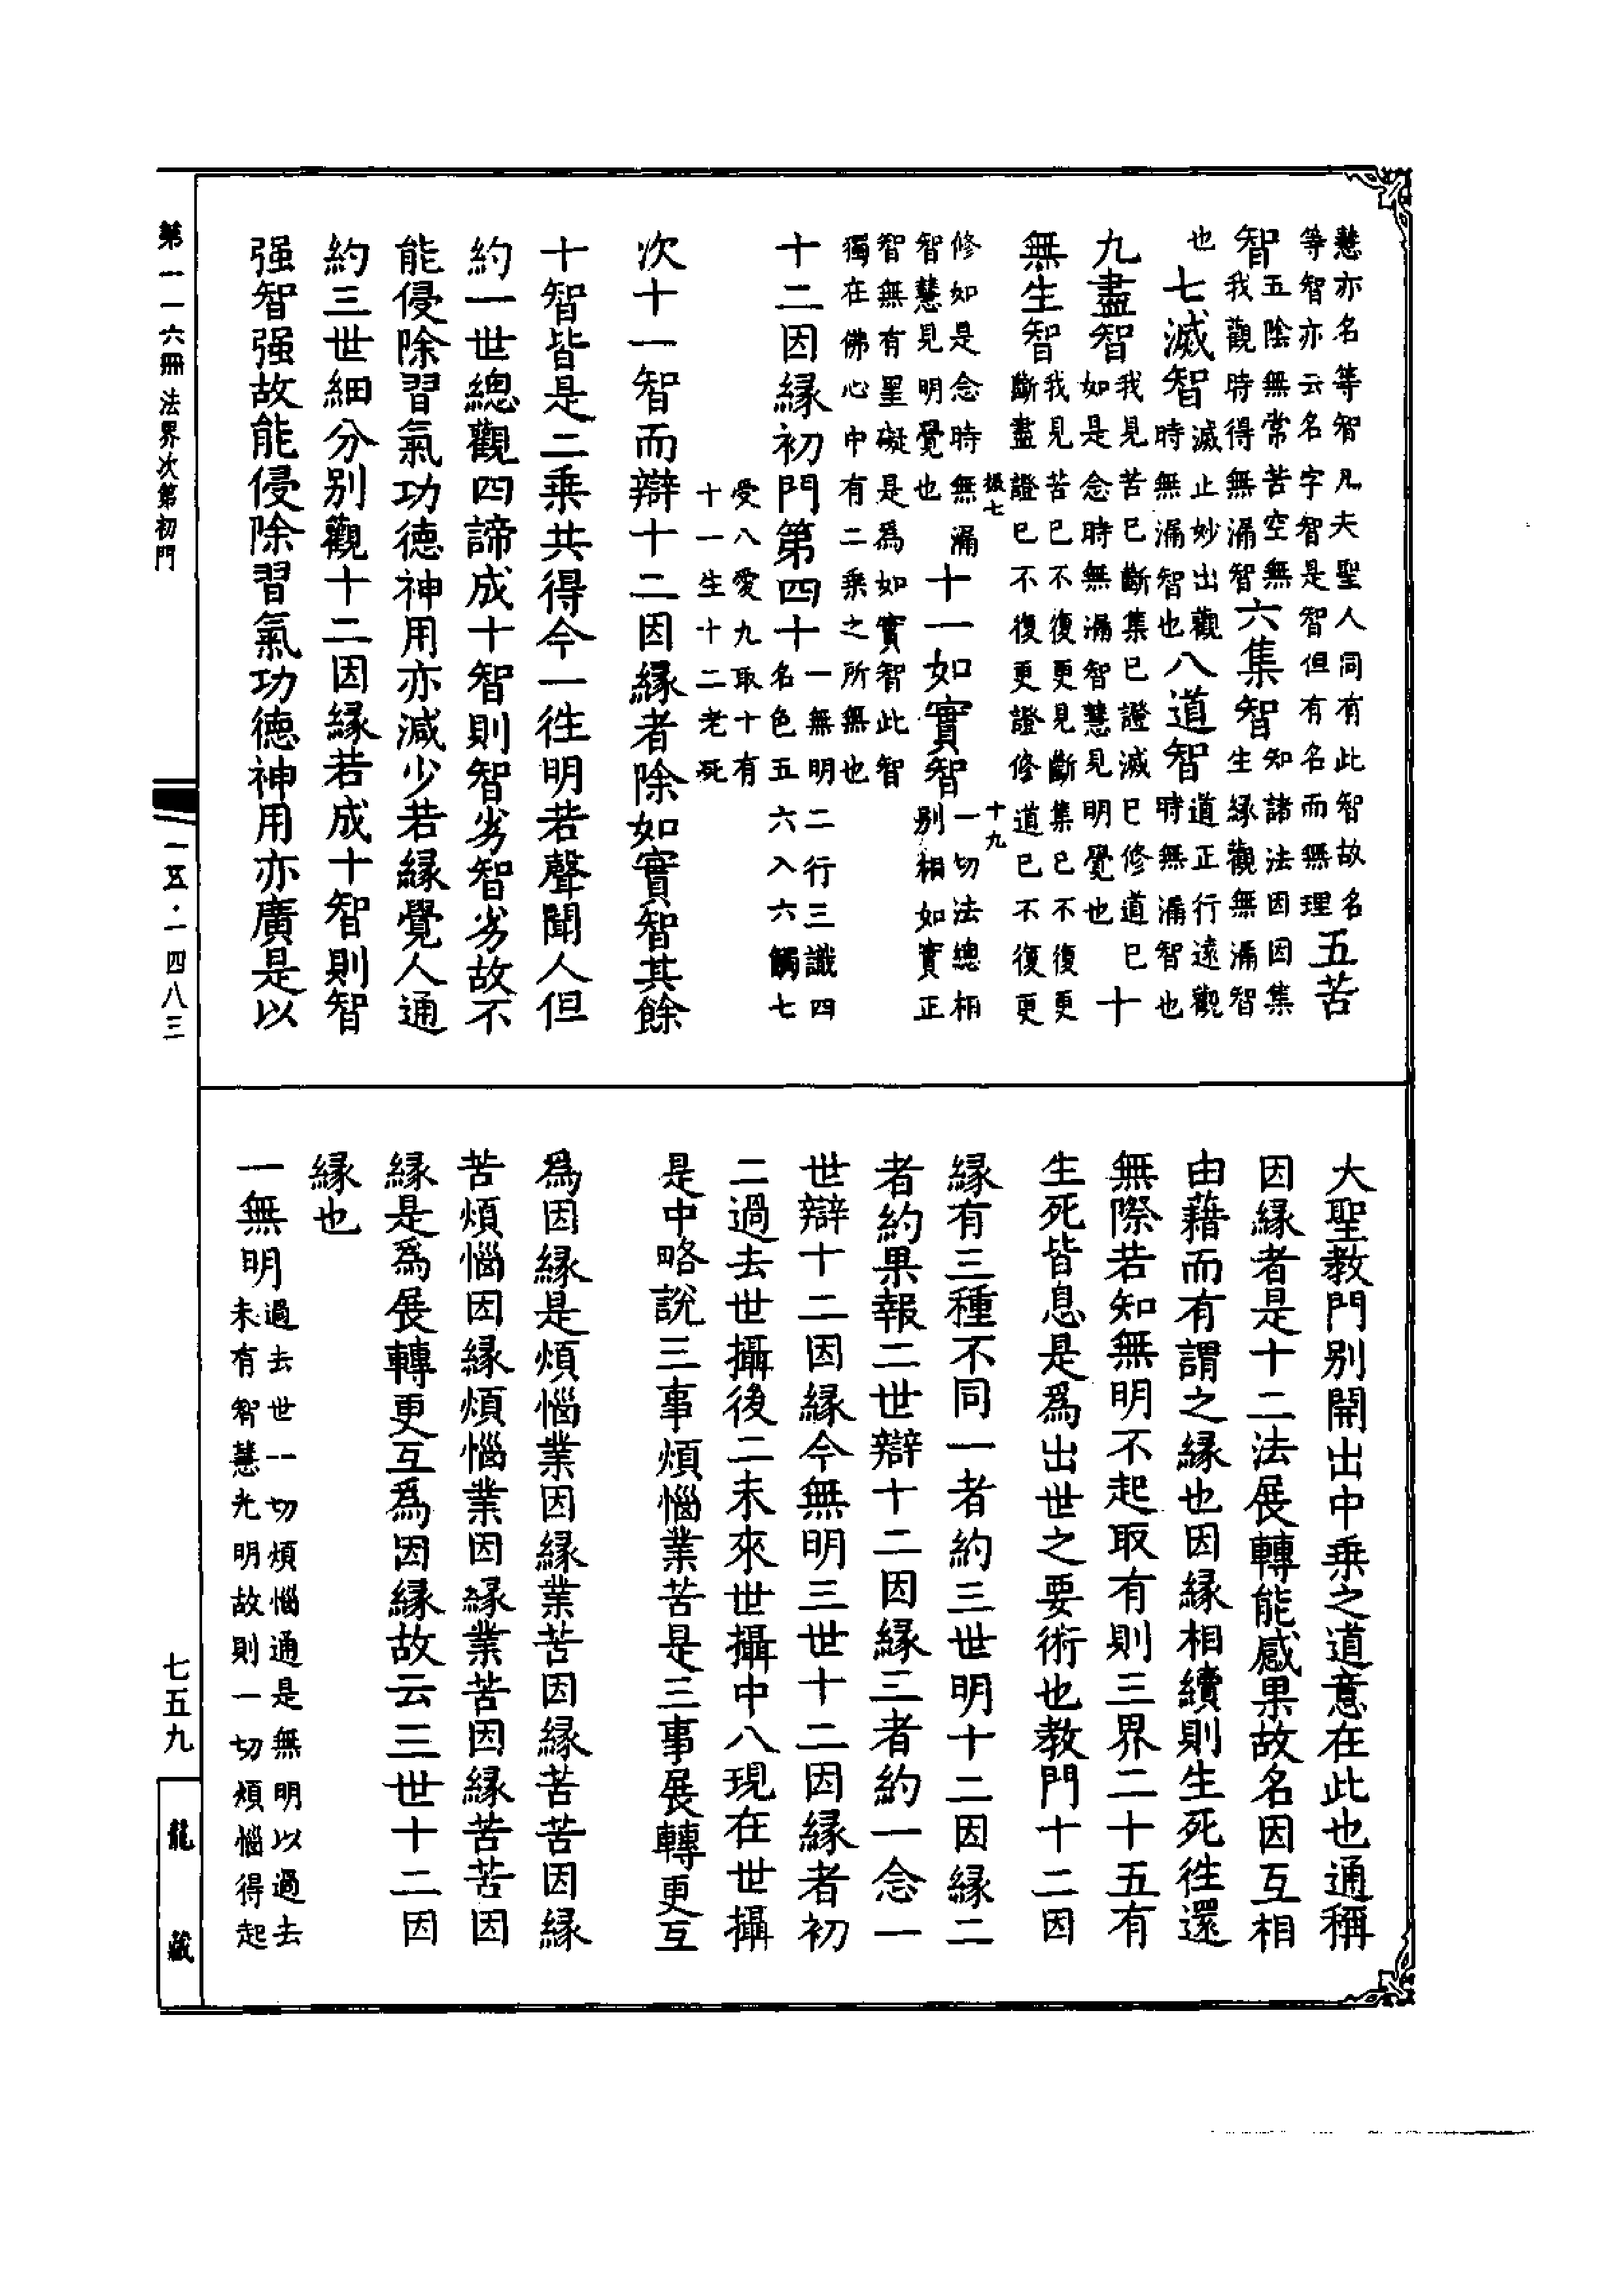 慧亦名等智凡夫聖人同有此智故名
等智亦云名字智是智但有名而無理
五苦
智
五陰無常苦空無
我觀時得無漏智
六集智
知諸法因因集
生緣觀無漏智
也
七滅智
滅止妙出觀
時無漏智也
八道智
道正行遠觀
時無漏智也
九盡智
我見苦已斷集已證滅已修道已
如是念時無漏智慧見明覺也
十
無生智
我見苦已不復更見斷集已不復更
斷盡證已不復更證修道已不復更
振七
十九
修如是念時無漏
智慧見明覺也
十一如實智
一切法總相
別相如實正
智無有罣礙是爲如實智此智
獨在佛心中有二乘之所無也
十二因緣初門第四十
一無明二行三識四
名色五六入六觸七
受八愛九取十有
十一生十二老死
次十一智而辯十二因緣者除如實智其餘
十智皆是二乘共得今一徃明若聲聞人但
約一世總觀四諦成十智則智劣智劣故不
能侵除習氣功德神用亦減少若緣覺人通
約三世細分別觀十二因緣若成十智則智
强智强故能侵除習氣功德神用亦廣是以
大聖教門別開出中乘之道意在此也通稱
因緣者是十二法展轉能感果故名因互相
由藉而有謂之緣也因緣相續則生死徃還
無際若知無明不起取有則三界二十五有
生死皆息是爲出世之要術也教門十二因
緣有三種不同一者約三世明十二因緣二
者約果報二世辯十二因緣三者約一念一
世辯十二因緣今無明三世十二因緣者初
二過去世攝後二未來世攝中八現在世攝
是中略說三事煩惱業苦是三事展轉更互
爲因緣是煩惱業因緣業苦因緣苦苦因緣
苦煩惱因緣煩惱業因緣業苦因緣苦苦因
緣是爲展轉更互爲因緣故云三世十二因
緣也
一無明
過去世一切煩惱通是無明以過去
未有智慧光明故則一切煩惱得起
第一一六冊 法界次第初門
一五·一四八三
七五九
龍藏